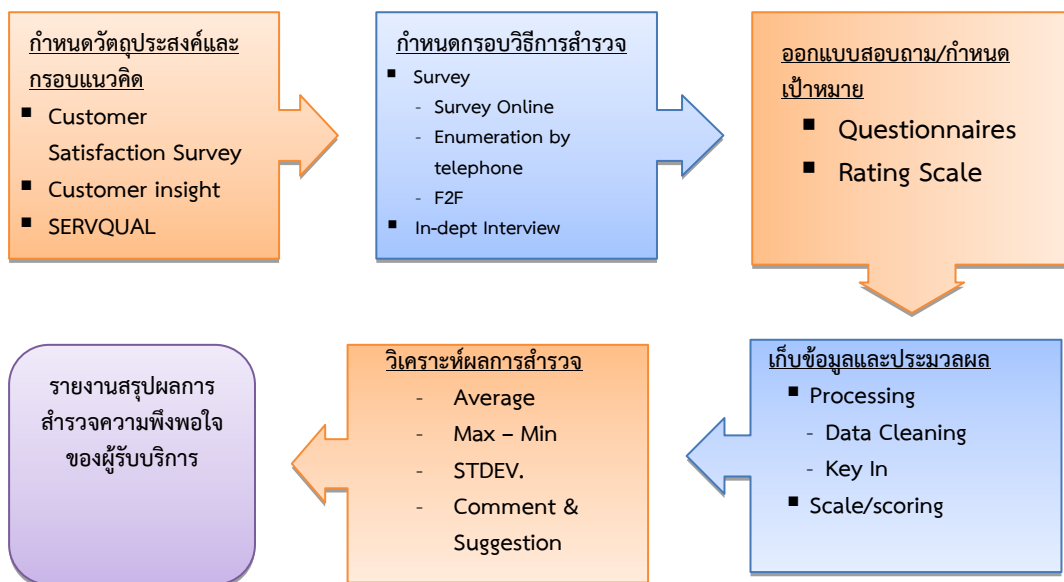 กำหนดวัตถุประสงค์และ
กรอบแนวคิด
▪ Customer
Satisfaction Survey
▪ Customer insight
▪ SERVQUAL
กำหนดกรอบวิธีการสำรวจ
▪ Survey
- Survey Online
- Enumeration by
telephone
- F2F
▪ In-dept Interview
ออกแบบสอบถาม/กำหนด
เป้าหมาย
▪ Questionnaires
▪ Rating Scale
เก็บข้อมูลและประมวลผล
▪ Processing
- Data Cleaning
- Key In
▪ Scale/scoring
วิเคราะห์ผลการสำรวจ
- Average
- Max – Min
- STDEV.
- Comment &
Suggestion
รายงานสรุปผลการ
สำรวจความพึงพอใจ
ของผู้รับบริการ